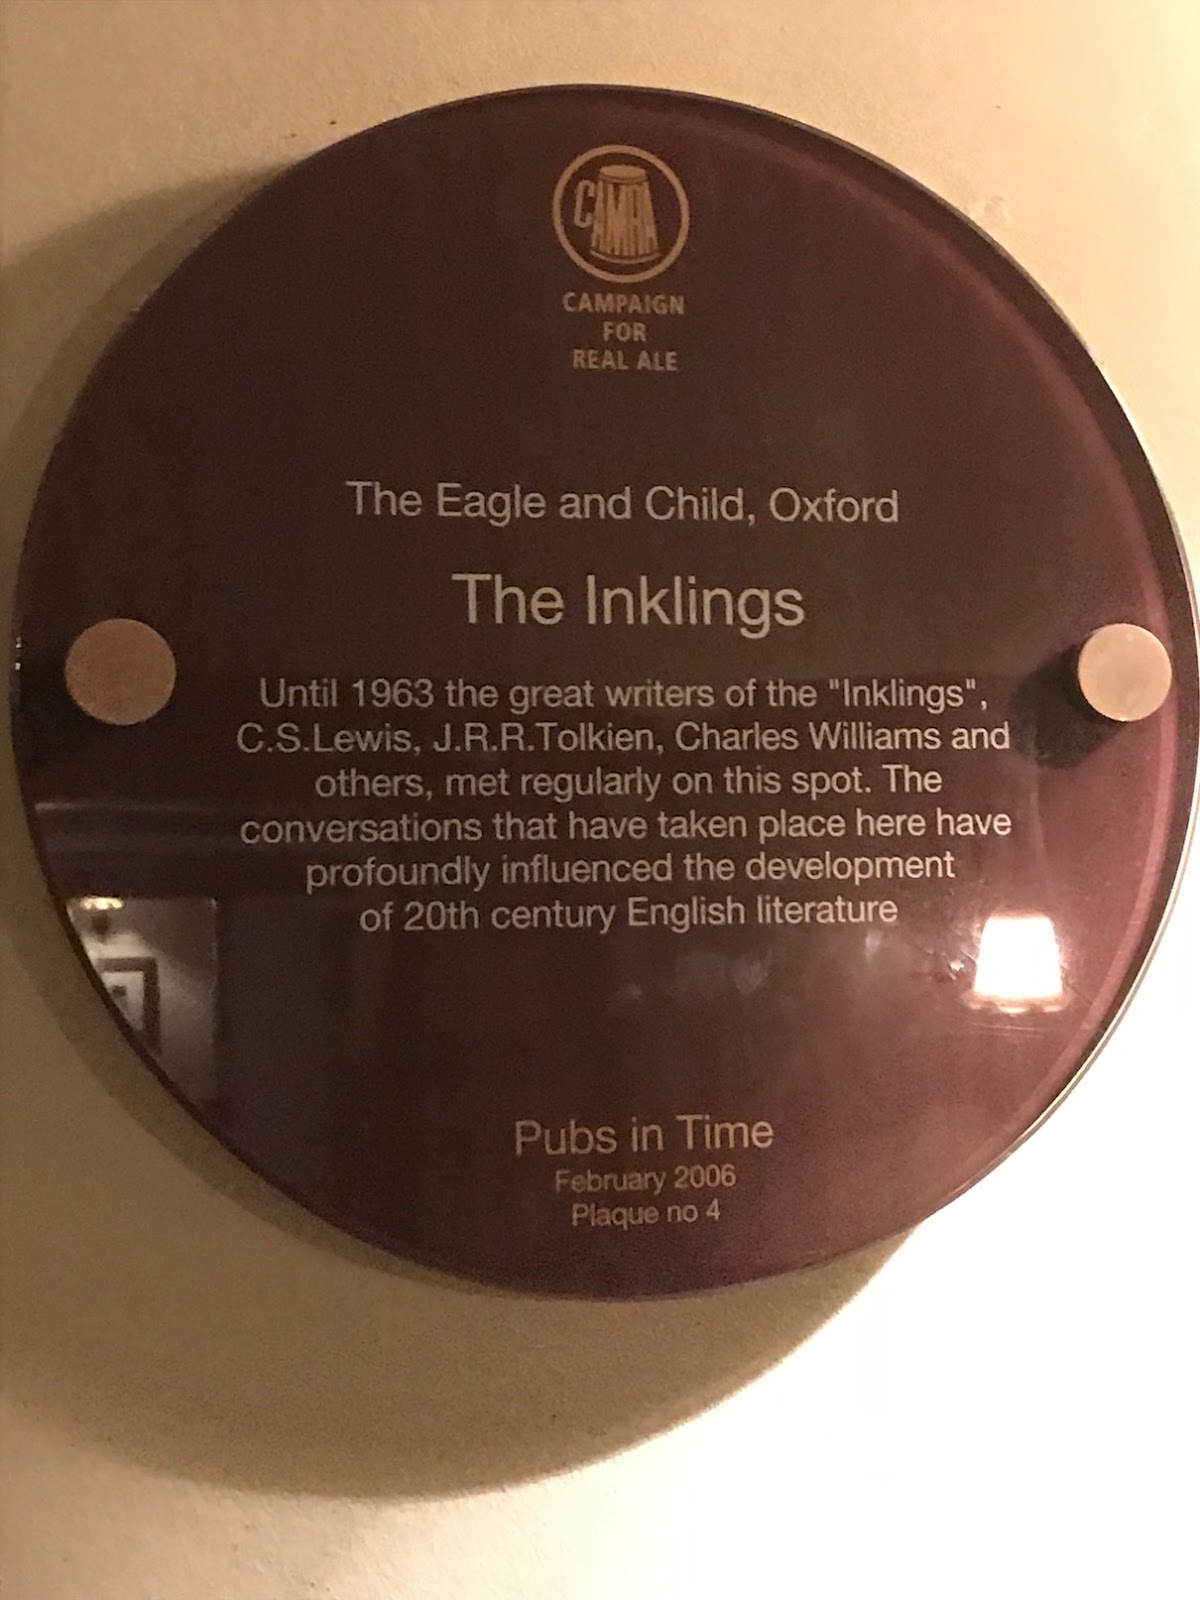 CAMRA
CAMPAIGN
FOR
REAL ALE
The Eagle and Child, Oxford
The Inklings
Until 1963 the great writers of the "Inklings",
C.S.Lewis, J.R.R.Tolkien, Charles Williams and
others, met regularly on this spot. The
conversations that have taken place here have
profoundly influenced the development
of 20th century English literature
Pubs in Time
February 2006
Plaque no 4